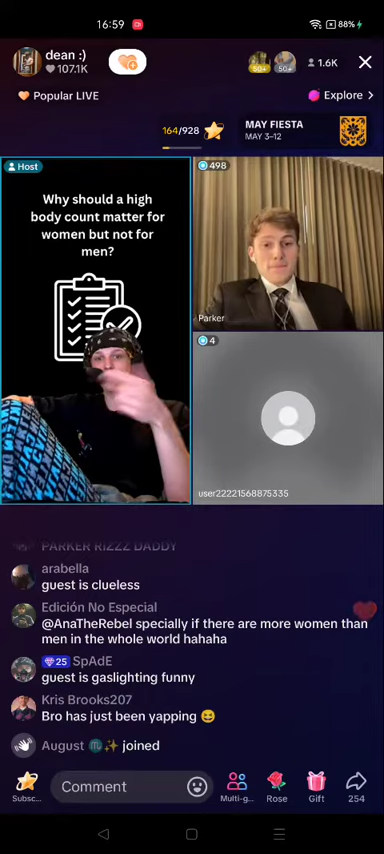 16:59
88%
dean :)
107.1K
50+
50+
1.6K
Popular LIVE
Explore
164/928
MAY FIESTA
MAY 3-12
Host
Why should a high
body count matter for
women but not for
men?
498
Parker
4
user22221568875335
PARKER RIZZZ DADDY
arabella
guest is clueless
Edición No Especial
@AnaTheRebel specially if there are more women than
men in the whole world hahaha
25 SpAdE
guest is gaslighting funny
Kris Brooks207
Bro has just been yapping 😆
August ♏✨ joined
Subsc...
Comment
Multi-g...
Rose
Gift
254